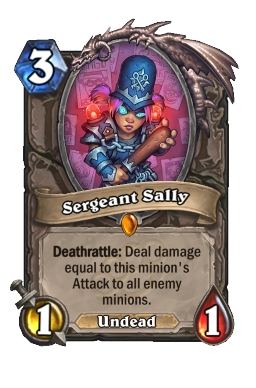 3
Sergeant Sally
Deathrattle: Deal damage
equal to this minion's
Attack to all enemy
minions.
1 1
Undead